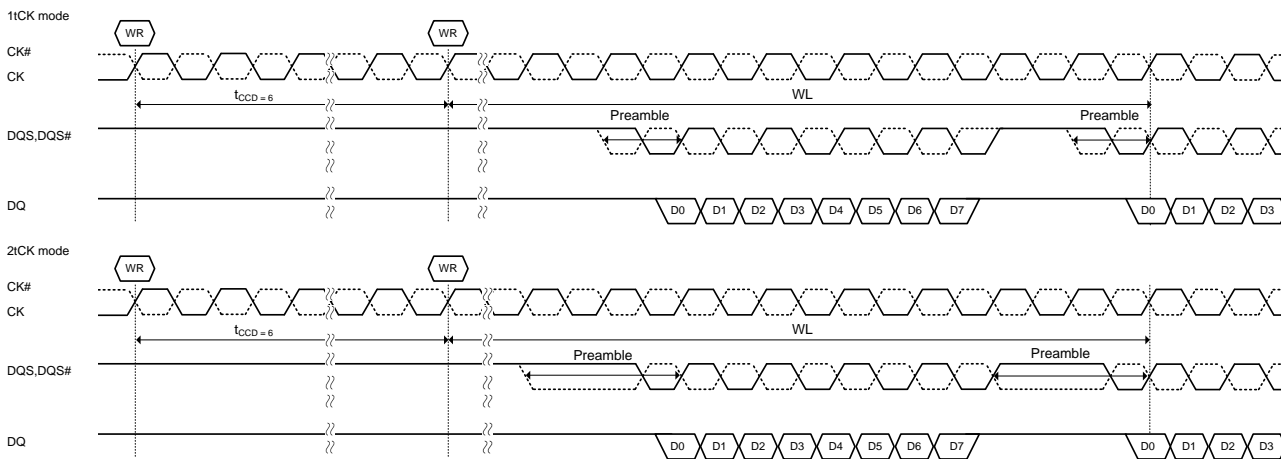 1tCK mode
WR WR
CK#
CK
tCCD = 6 WL
Preamble Preamble
DQS,DQS#
DQ D0 D1 D2 D3 D4 D5 D6 D7 D0 D1 D2 D3
2tCK mode
WR WR
CK#
CK
tCCD = 6 WL
Preamble Preamble
DQS,DQS#
DQ D0 D1 D2 D3 D4 D5 D6 D7 D0 D1 D2 D3